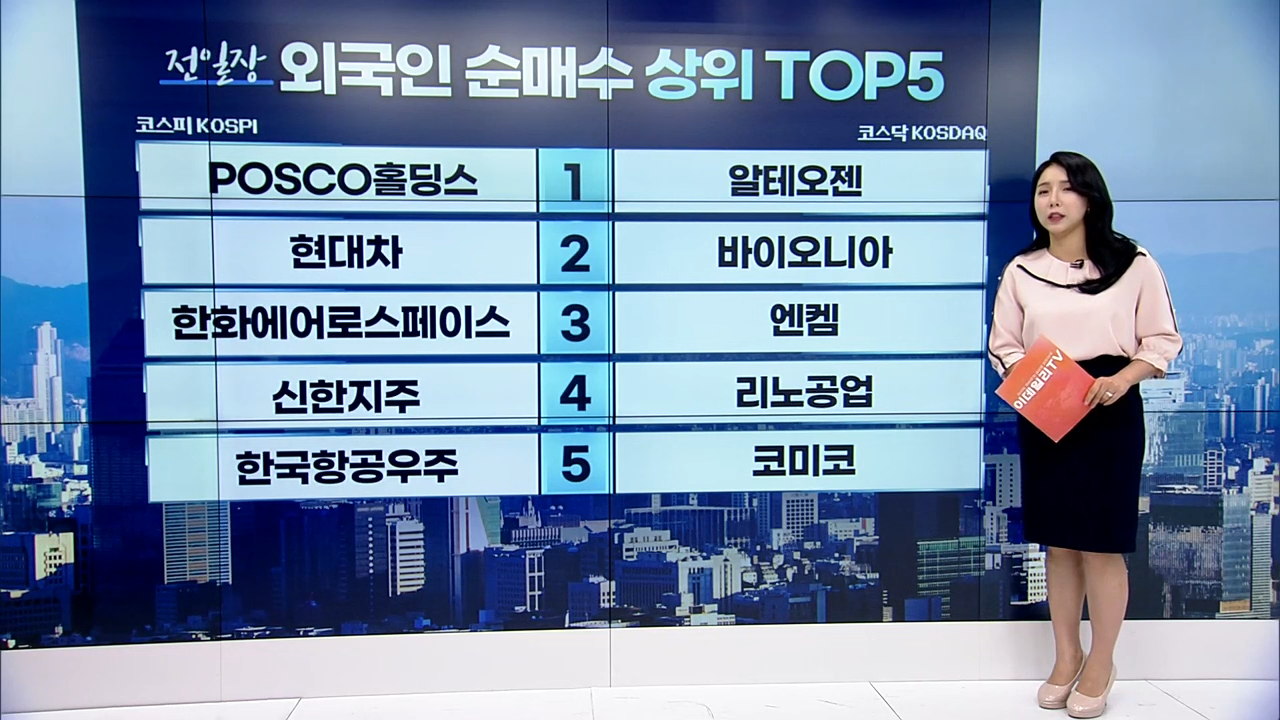 전일장 외국인 순매수 상위 TOP5
코스피 KOSPI
코스닥 KOSDAQ
POSCO홀딩스 1 알테오젠
현대차 2 바이오니아
한화에어로스페이스 3 엔켐
신한지주 4 리노공업
한국항공우주 5 코미코
이데일리TV